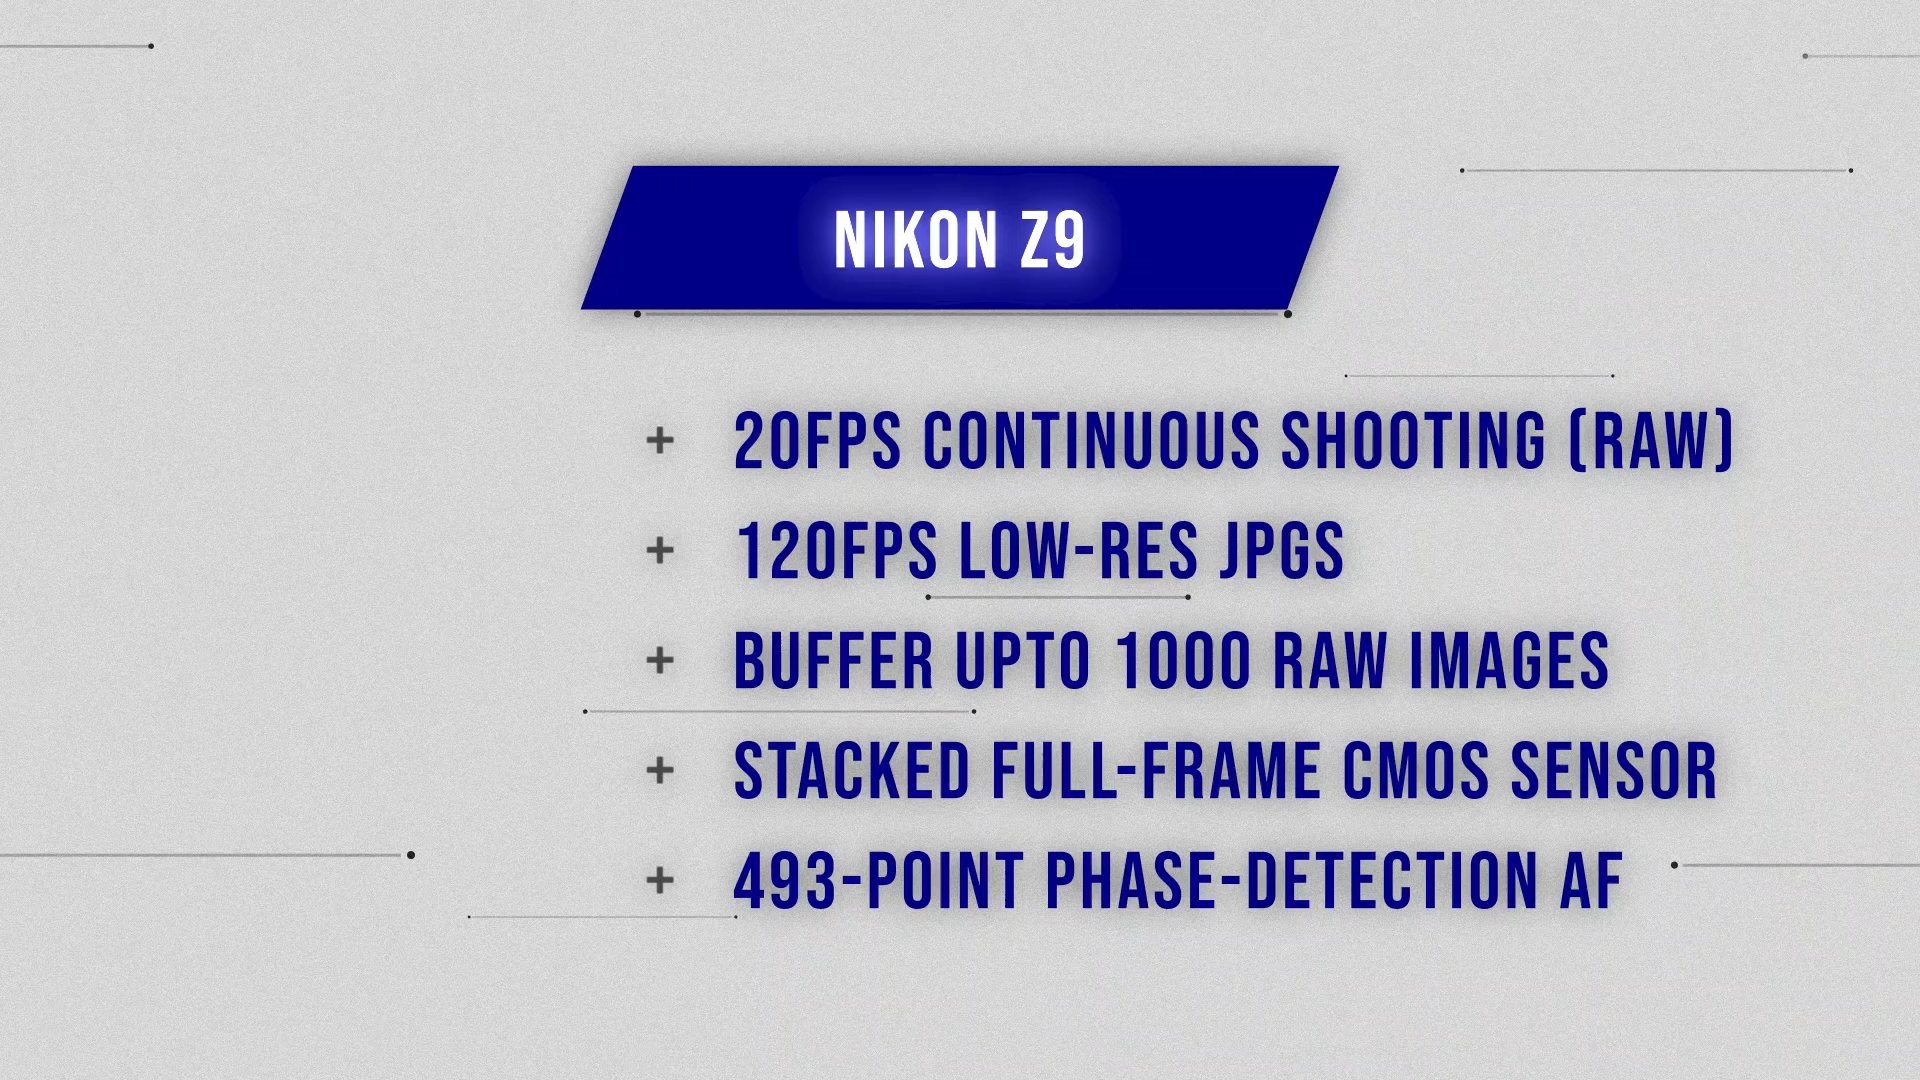 NIKON Z9
+ 20FPS CONTINUOUS SHOOTING (RAW)
+ 120FPS LOW-RES JPGS
+ BUFFER UPTO 1000 RAW IMAGES
+ STACKED FULL-FRAME CMOS SENSOR
+ 493-POINT PHASE-DETECTION AF